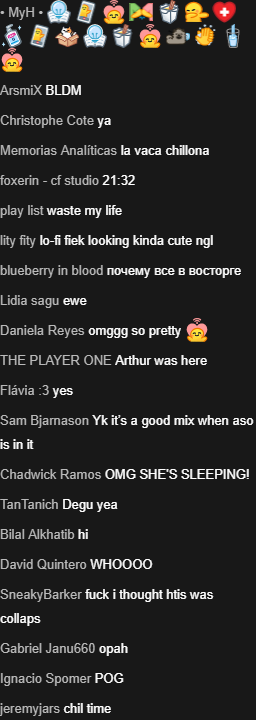 • MyH •
ArsmiX BLDM
Christophe Cote ya
Memorias Analíticas la vaca chillona
foxerin - cf studio 21:32
play list waste my life
lity fity lo-fi fiek looking kinda cute ngl
blueberry in blood почему все в восторге
Lidia sagu ewe
Daniela Reyes omggg so pretty
THE PLAYER ONE Arthur was here
Flávia :3 yes
Sam Bjarnason Yk it's a good mix when aso
is in it
Chadwick Ramos OMG SHE'S SLEEPING!
TanTanich Degu yea
Bilal Alkhatib hi
David Quintero WHOOOO
SneakyBarker fuck i thought htis was
collaps
Gabriel Janu660 opah
Ignacio Spomer POG
jeremyjars chil time